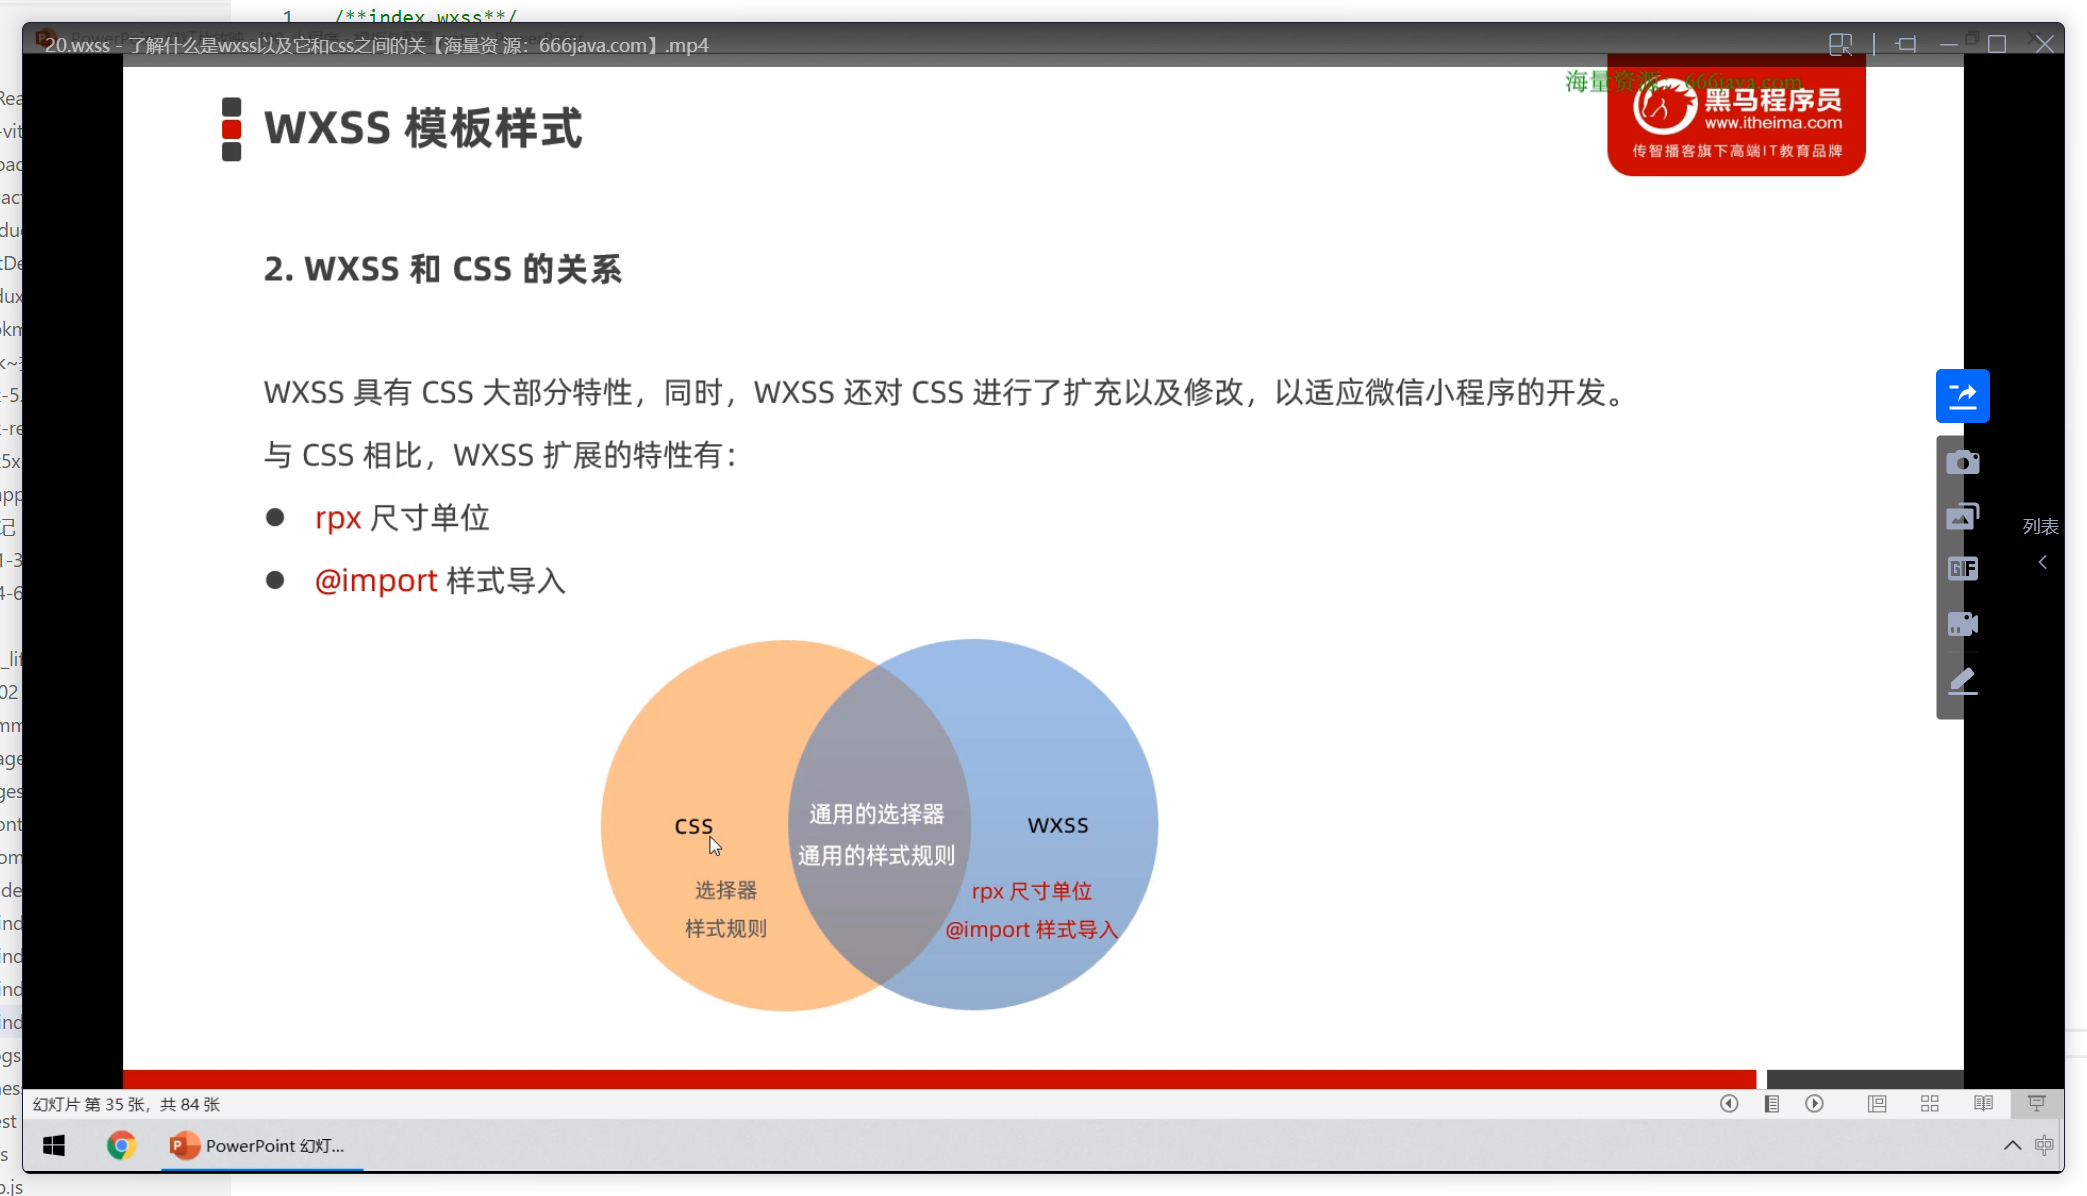 1 /**index.wxss**/
20.wxss - 了解什么是wxss以及它和css之间的关【海量资 源：666java.com】.mp4
海量资源：666java.com
黑马程序员
www.itheima.com
传智播客旗下高端IT教育品牌
WXSS 模板样式
2. WXSS 和 CSS 的关系
WXSS 具有 CSS 大部分特性，同时，WXSS 还对 CSS 进行了扩充以及修改，以适应微信小程序的开发。
与 CSS 相比，WXSS 扩展的特性有：
● rpx 尺寸单位
● @import 样式导入
CSS
选择器
样式规则
通用的选择器
通用的样式规则
WXSS
rpx 尺寸单位
@import 样式导入
GIF
列表
幻灯片 第 35 张，共 84 张
PowerPoint 幻灯...
中